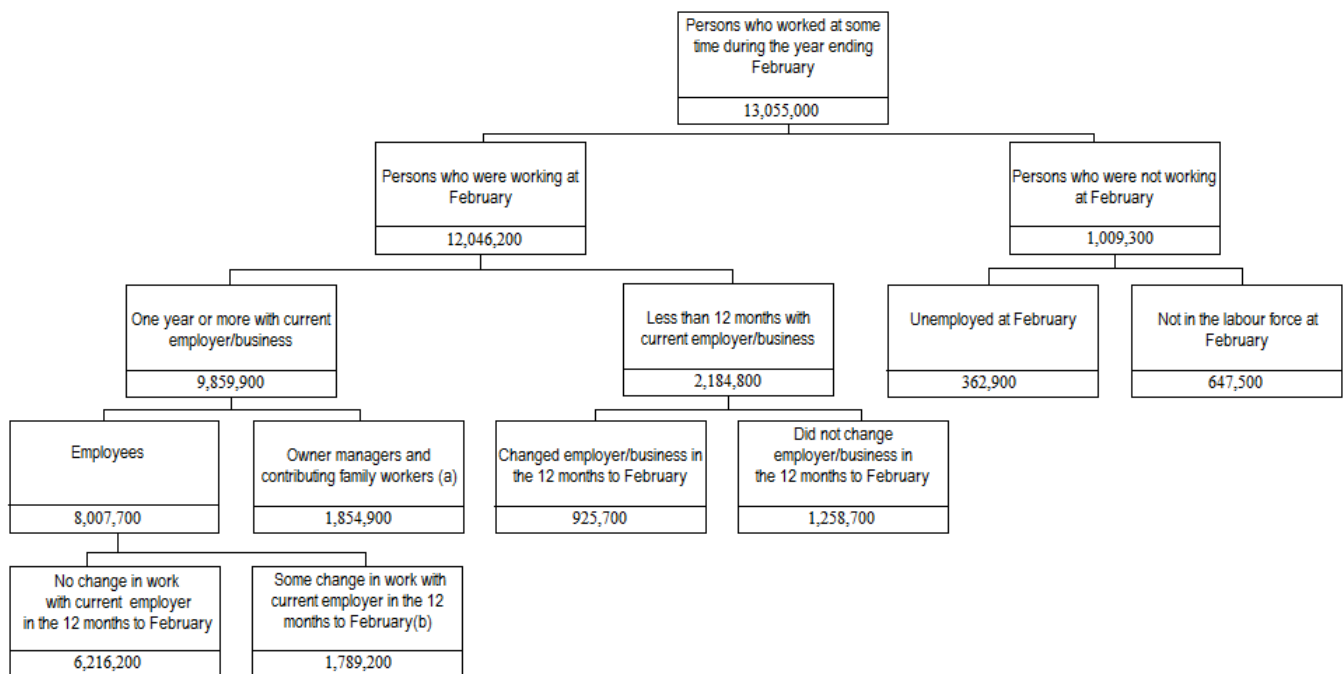 Persons who worked at some
time during the year ending
February
13,055,000
Persons who were working at
February
12,046,200
Persons who were not working
at February
1,009,300
One year or more with current
employer/business
9,859,900
Less than 12 months with
current employer/business
2,184,800
Unemployed at February
362,900
Not in the labour force at
February
647,500
Employees
8,007,700
Owner managers and
contributing family workers (a)
1,854,900
Changed employer/business in
the 12 months to February
925,700
Did not change
employer/business in
the 12 months to February
1,258,700
No change in work
with current employer
in the 12 months to February
6,216,200
Some change in work with
current employer in the 12
months to February(b)
1,789,200